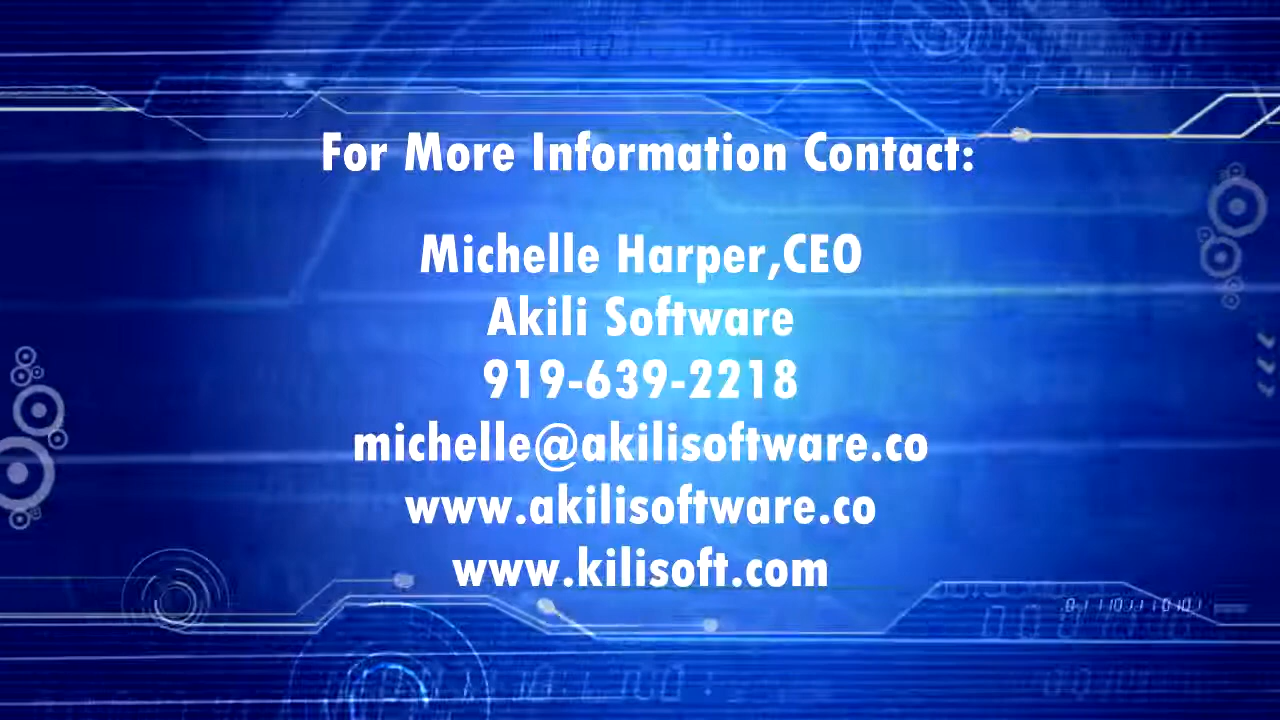 For More Information Contact:
Michelle Harper,CEO
Akili Software
919-639-2218
michelle@akilisoftware.co
www.akilisoftware.co
www.kilisoft.com